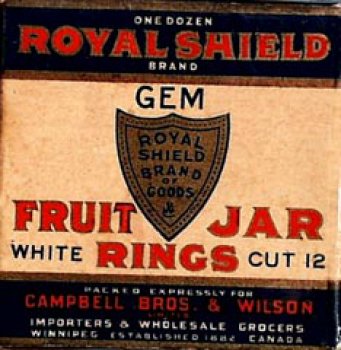 ONE DOZEN
ROYAL SHIELD
BRAND
GEM
ROYAL
SHIELD
BRAND
OF
GOODS
FRUIT JAR
WHITE RINGS CUT 12
PACKED EXPRESSLY FOR
CAMPBELL BROS. & WILSON
LIMITED
IMPORTERS & WHOLESALE GROCERS
WINNIPEG ESTABLISHED 1882 CANADA